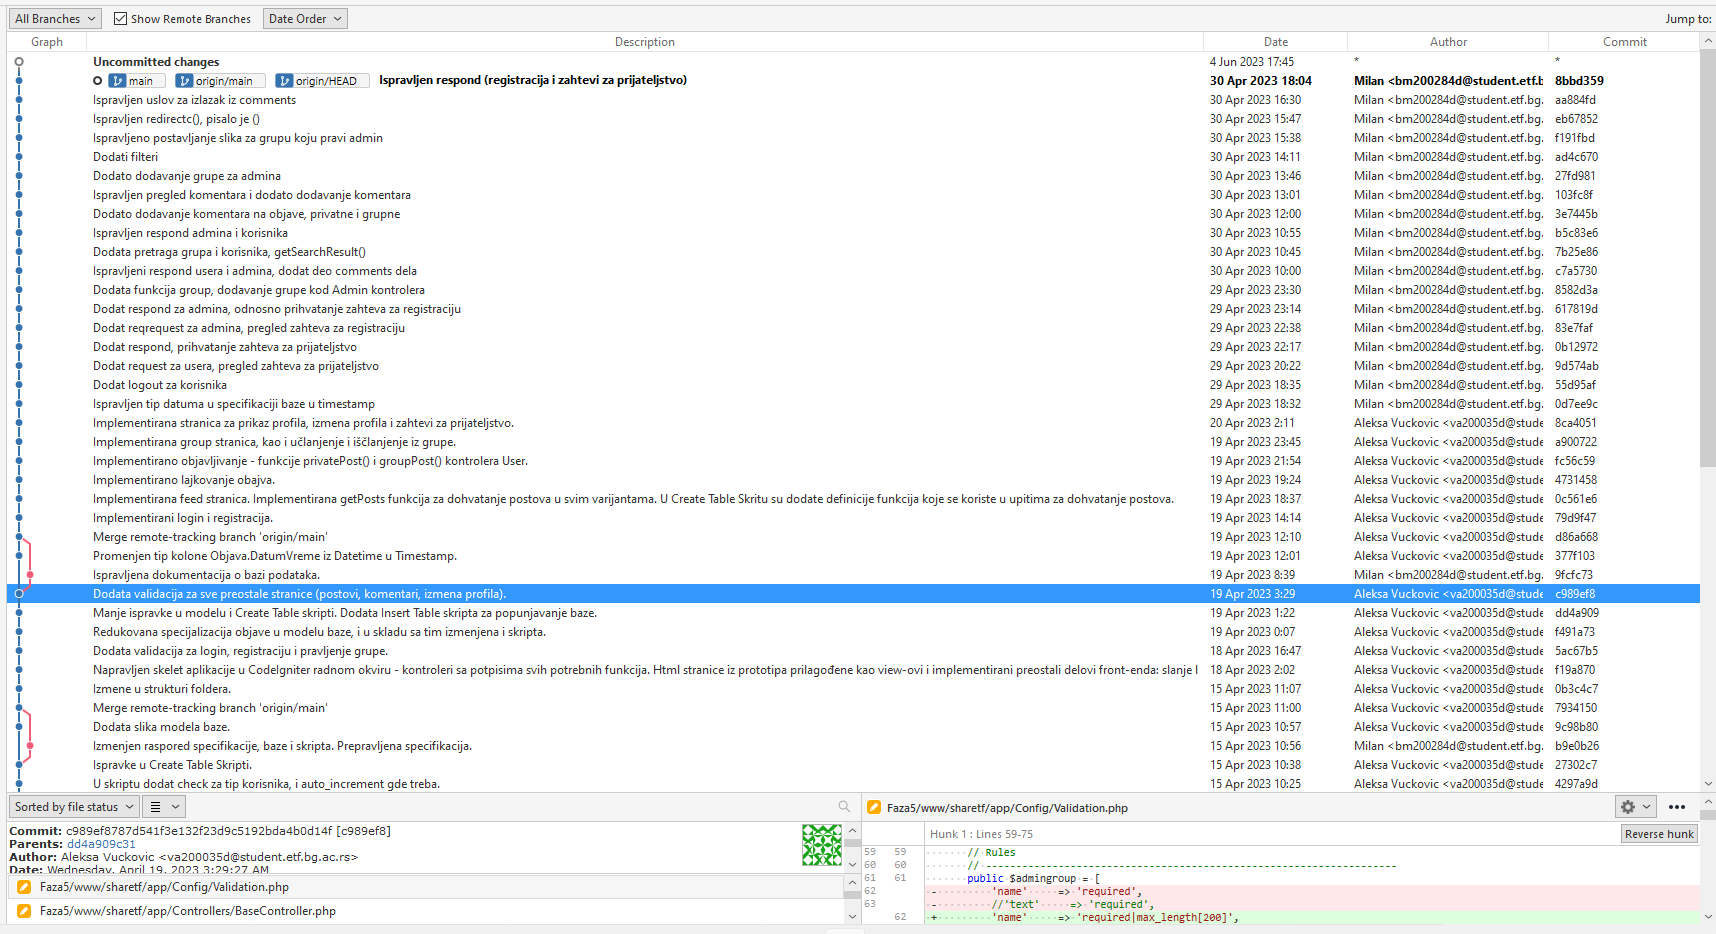 All Branches Show Remote Branches Date Order Jump to:
Graph Description Date Author Commit
Uncommitted changes 4 Jun 2023 17:45 * *
main origin/main origin/HEAD Ispravljen respond (registracija i zahtevi za prijateljstvo) 30 Apr 2023 18:04 Milan <bm200284d@student.etf.b 8bbd359
Ispravljen uslov za izlazak iz comments 30 Apr 2023 16:30 Milan <bm200284d@student.etf.bg. aa884fd
Ispravljen redirectc(), pisalo je () 30 Apr 2023 15:47 Milan <bm200284d@student.etf.bg. eb67852
Ispravljeno postavljanje slika za grupu koju pravi admin 30 Apr 2023 15:38 Milan <bm200284d@student.etf.bg. f191fbd
Dodati filteri 30 Apr 2023 14:11 Milan <bm200284d@student.etf.bg. ad4c670
Dodato dodavanje grupe za admina 30 Apr 2023 13:46 Milan <bm200284d@student.etf.bg. 27fd981
Ispravljen pregled komentara i dodato dodavanje komentara 30 Apr 2023 13:01 Milan <bm200284d@student.etf.bg. 103fc8f
Dodato dodavanje komentara na objave, privatne i grupne 30 Apr 2023 12:00 Milan <bm200284d@student.etf.bg. 3e7445b
Ispravljen respond admina i korisnika 30 Apr 2023 10:55 Milan <bm200284d@student.etf.bg. b5c83e6
Dodata pretraga grupa i korisnika, getSearchResult() 30 Apr 2023 10:45 Milan <bm200284d@student.etf.bg. 7b25e86
Ispravljeni respond usera i admina, dodat deo comments dela 30 Apr 2023 10:00 Milan <bm200284d@student.etf.bg. c7a5730
Dodata funkcija group, dodavanje grupe kod Admin kontrolera 29 Apr 2023 23:30 Milan <bm200284d@student.etf.bg. 8582d3a
Dodat respond za admina, odnosno prihvatanje zahteva za registraciju 29 Apr 2023 23:14 Milan <bm200284d@student.etf.bg. 617819d
Dodat reqrequest za admina, pregled zahteva za registraciju 29 Apr 2023 22:38 Milan <bm200284d@student.etf.bg. 83e7faf
Dodat respond, prihvatanje zahteva za prijateljstvo 29 Apr 2023 22:17 Milan <bm200284d@student.etf.bg. 0b12972
Dodat request za usera, pregled zahteva za prijateljstvo 29 Apr 2023 20:22 Milan <bm200284d@student.etf.bg. 9d574ab
Dodat logout za korisnika 29 Apr 2023 18:35 Milan <bm200284d@student.etf.bg. 55d95af
Ispravljen tip datuma u specifikaciji baze u timestamp 29 Apr 2023 18:32 Milan <bm200284d@student.etf.bg. 0d7ee9c
Implementirana stranica za prikaz profila, izmena profila i zahtevi za prijateljstvo. 20 Apr 2023 2:11 Aleksa Vuckovic <va200035d@stude 8ca4051
Implementirana group stranica, kao i učlanjenje i iščlanjenje iz grupe. 19 Apr 2023 23:45 Aleksa Vuckovic <va200035d@stude a900722
Implementirano objavljivanje - funkcije privatePost() i groupPost() kontrolera User. 19 Apr 2023 21:54 Aleksa Vuckovic <va200035d@stude fc56c59
Implementirano lajkovanje obajva. 19 Apr 2023 19:24 Aleksa Vuckovic <va200035d@stude 4731458
Implementirana feed stranica. Implementirana getPosts funkcija za dohvatanje postova u svim varijantama. U Create Table Skritu su dodate definicije funkcija koje se koriste u upitima za dohvatanje postova. 19 Apr 2023 18:37 Aleksa Vuckovic <va200035d@stude 0c561e6
Implementirani login i registracija. 19 Apr 2023 14:14 Aleksa Vuckovic <va200035d@stude 79d9f47
Merge remote-tracking branch 'origin/main' 19 Apr 2023 12:10 Aleksa Vuckovic <va200035d@stude d86a668
Promenjen tip kolone Objava.DatumVreme iz Datetime u Timestamp. 19 Apr 2023 12:01 Aleksa Vuckovic <va200035d@stude 377f103
Ispravljena dokumentacija o bazi podataka. 19 Apr 2023 8:39 Milan <bm200284d@student.etf.bg. 9fcfc73
Dodata validacija za sve preostale stranice (postovi, komentari, izmena profila). 19 Apr 2023 3:29 Aleksa Vuckovic <va200035d@stude c989ef8
Manje ispravke u modelu i Create Table skripti. Dodata Insert Table skripta za popunjavanje baze. 19 Apr 2023 1:22 Aleksa Vuckovic <va200035d@stude dd4a909
Redukovana specijalizacija objave u modelu baze, i u skladu sa tim izmenjena i skripta. 19 Apr 2023 0:07 Aleksa Vuckovic <va200035d@stude f491a73
Dodata validacija za login, registraciju i pravljenje grupe. 18 Apr 2023 16:47 Aleksa Vuckovic <va200035d@stude 5ac67b5
Napravljen skelet aplikacije u CodeIgniter radnom okviru - kontroleri sa potpisima svih potrebnih funkcija. Html stranice iz prototipa prilagođene kao view-ovi i implementirani preostali delovi front-enda: slanje l 18 Apr 2023 2:02 Aleksa Vuckovic <va200035d@stude f19a870
Izmene u strukturi foldera. 15 Apr 2023 11:07 Aleksa Vuckovic <va200035d@stude 0b3c4c7
Merge remote-tracking branch 'origin/main' 15 Apr 2023 11:00 Aleksa Vuckovic <va200035d@stude 7934150
Dodata slika modela baze. 15 Apr 2023 10:57 Aleksa Vuckovic <va200035d@stude 9c98b80
Izmenjen raspored specifikacije, baze i skripta. Prepravljena specifikacija. 15 Apr 2023 10:56 Milan <bm200284d@student.etf.bg. b9e0b26
Ispravke u Create Table Skripti. 15 Apr 2023 10:38 Aleksa Vuckovic <va200035d@stude 27302c7
U skriptu dodat check za tip korisnika, i auto_increment gde treba. 15 Apr 2023 10:25 Aleksa Vuckovic <va200035d@stude 4297a9d
Sorted by file status
Commit: c989ef8787d541f3e132f23d9c5192bda4b0d14f [c989ef8]
Parents: dd4a909c31
Author: Aleksa Vuckovic <va200035d@student.etf.bg.ac.rs>
Date: Wednesday, April 19, 2023 3:29:27 AM
Faza5/www/sharetf/app/Config/Validation.php
Faza5/www/sharetf/app/Controllers/BaseController.php
Faza5/www/sharetf/app/Config/Validation.php
Hunk 1 : Lines 59-75 Reverse hunk
59 59 // Rules
60 60 // --------------------------------------------------------------------
61 61 public $admingroup = [
62 - 'name' => 'required',
63 - //'text' => 'required',
62 + 'name' => 'required|max_length[200]',